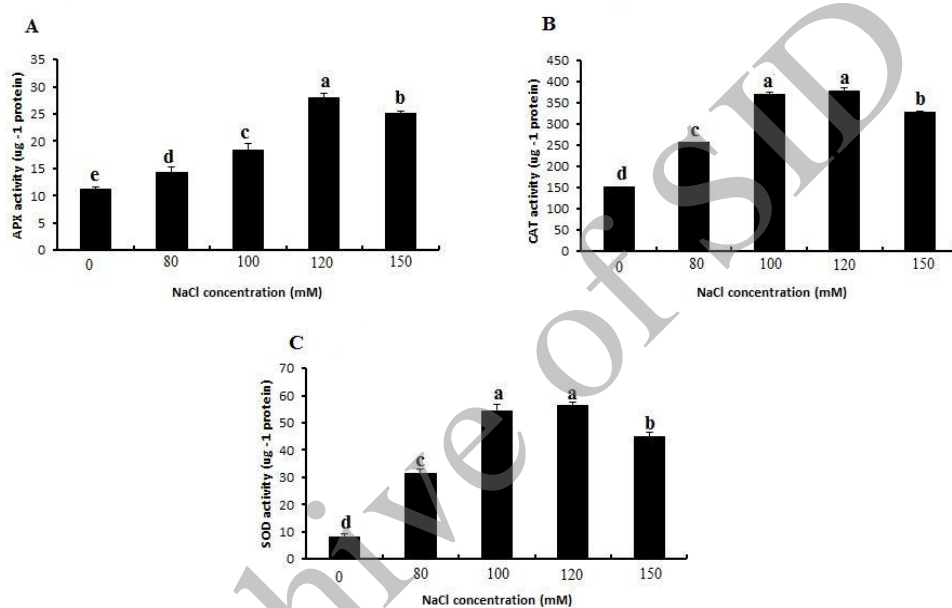 A
APX activity (ug -1 protein)
35
30
25
20
15
10
5
0
e
d
c
a
b
0 80 100 120 150
NaCl concentration (mM)
B
CAT activity (ug -1 protein)
450
400
350
300
250
200
150
100
50
0
d
c
a
a
b
0 80 100 120 150
NaCl concentration (mM)
C
SOD activity (ug -1 protein)
70
60
50
40
30
20
10
0
d
c
a
a
b
0 80 100 120 150
NaCl concentration (mM)
hive of SID